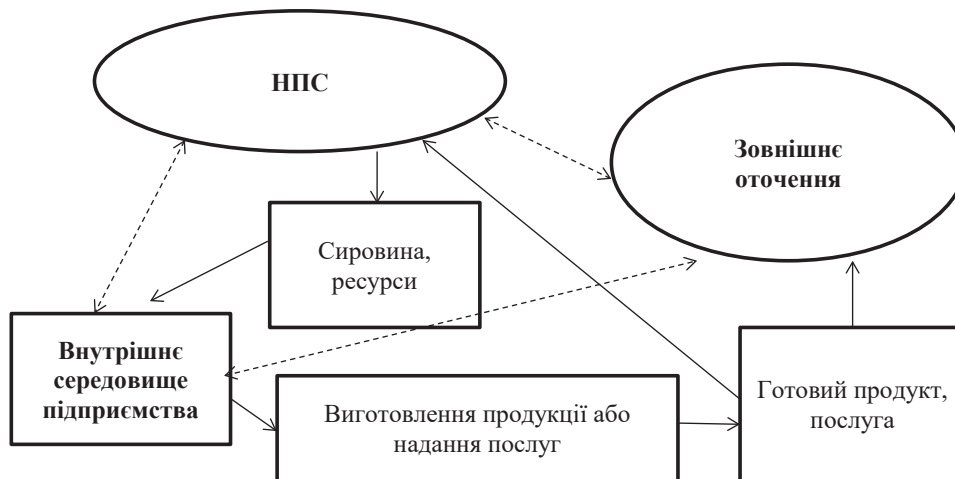 НПС
Зовнішнє
оточення
Сировина,
ресурси
Внутрішнє
середовище
підприємства
Виготовлення продукції або
надання послуг
Готовий продукт,
послуга